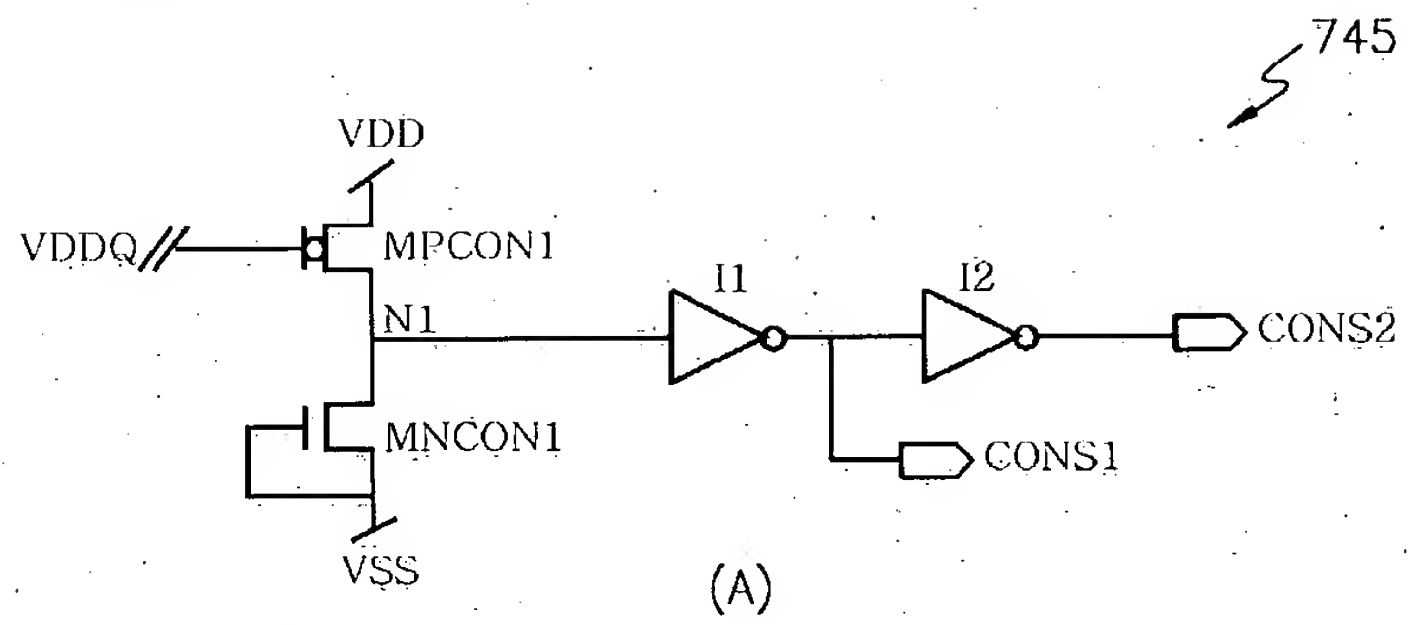 745
VDD
VDDQ
MPCON1
N1
I1
I2
CONS2
MNCON1
CONS1
VSS
(A)